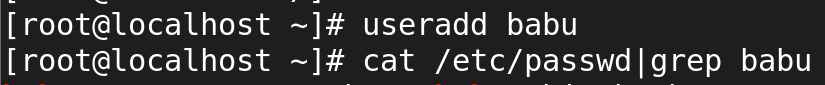 [root@localhost ~]# useradd babu
[root@localhost ~]# cat /etc/passwd|grep babu